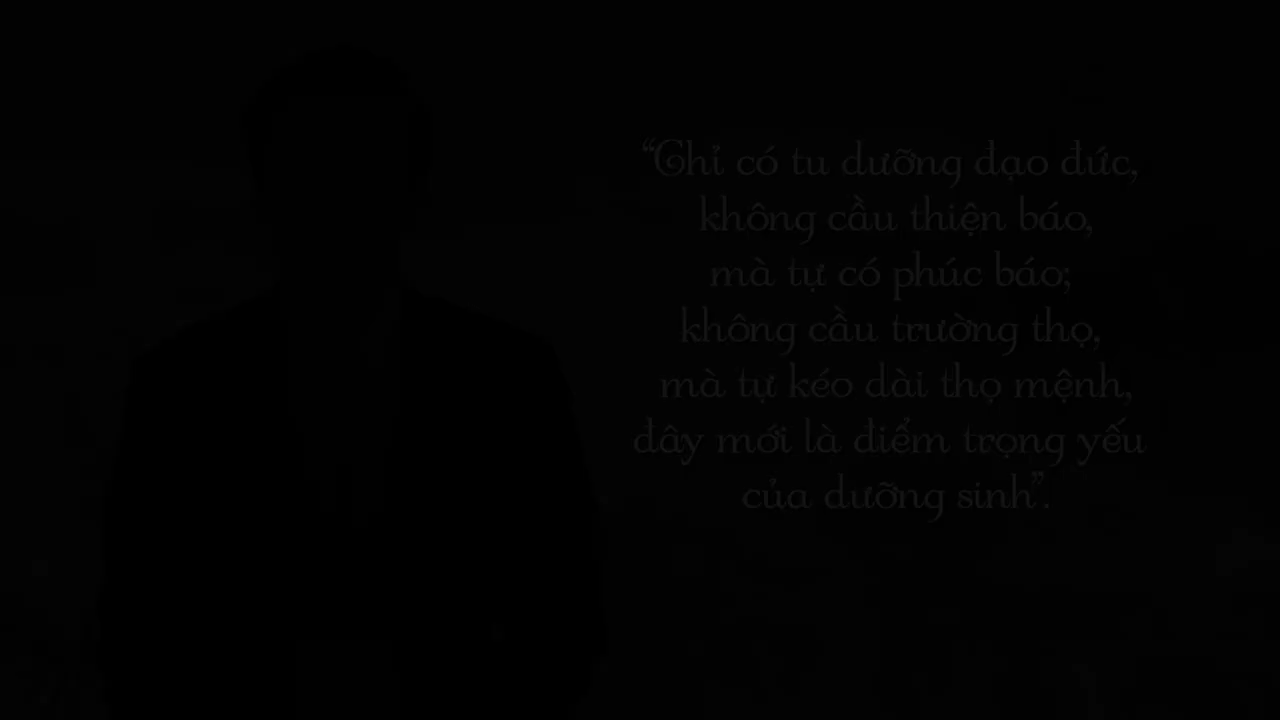 “Chỉ có tu dưỡng đạo đức,
không cầu thiện báo,
mà tự có phúc báo;
không cầu trường thọ,
mà tự kéo dài thọ mệnh,
đây mới là điểm trọng yếu
của dưỡng sinh”.